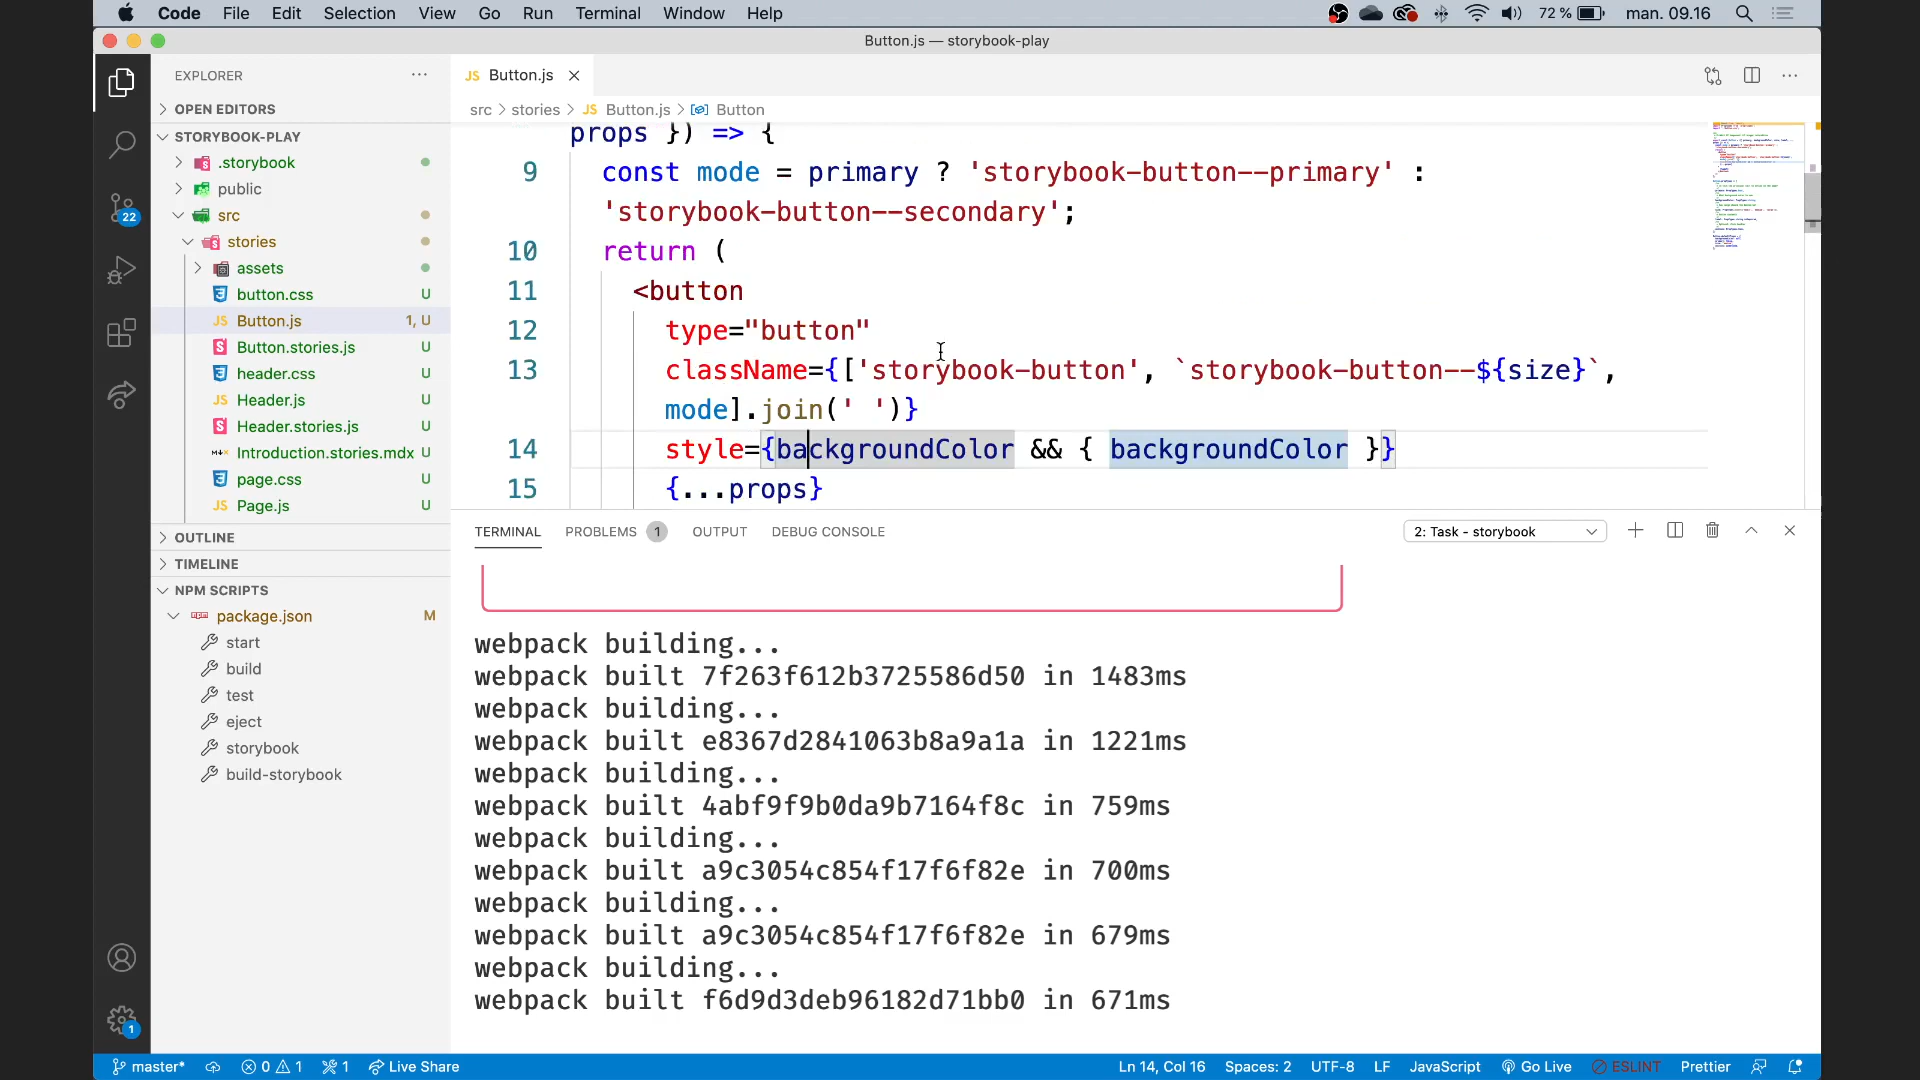 Code File Edit Selection View Go Run Terminal Window Help 72 % man. 09.16
Button.js — storybook-play
EXPLORER
OPEN EDITORS
STORYBOOK-PLAY
.storybook
public
src
stories
assets
button.css U
JS Button.js 1, U
Button.stories.js U
header.css U
JS Header.js U
Header.stories.js U
Introduction.stories.mdx U
page.css U
JS Page.js U
OUTLINE
TIMELINE
NPM SCRIPTS
package.json M
start
build
test
eject
storybook
build-storybook
22
1
JS Button.js
src > stories > JS Button.js > Button
props }) => {
9 const mode = primary ? 'storybook-button--primary' :
'storybook-button--secondary';
10 return (
11 <button
12 type="button"
13 className={['storybook-button', `storybook-button--${size}`,
mode].join(' ')}
14 style={backgroundColor && { backgroundColor }}
15 {...props}
TERMINAL PROBLEMS 1 OUTPUT DEBUG CONSOLE 2: Task - storybook
webpack building...
webpack built 7f263f612b3725586d50 in 1483ms
webpack building...
webpack built e8367d2841063b8a9a1a in 1221ms
webpack building...
webpack built 4abf9f9b0da9b7164f8c in 759ms
webpack building...
webpack built a9c3054c854f17f6f82e in 700ms
webpack building...
webpack built a9c3054c854f17f6f82e in 679ms
webpack building...
webpack built f6d9d3deb96182d71bb0 in 671ms
master* 0 1 1 Live Share Ln 14, Col 16 Spaces: 2 UTF-8 LF JavaScript Go Live ESLINT Prettier